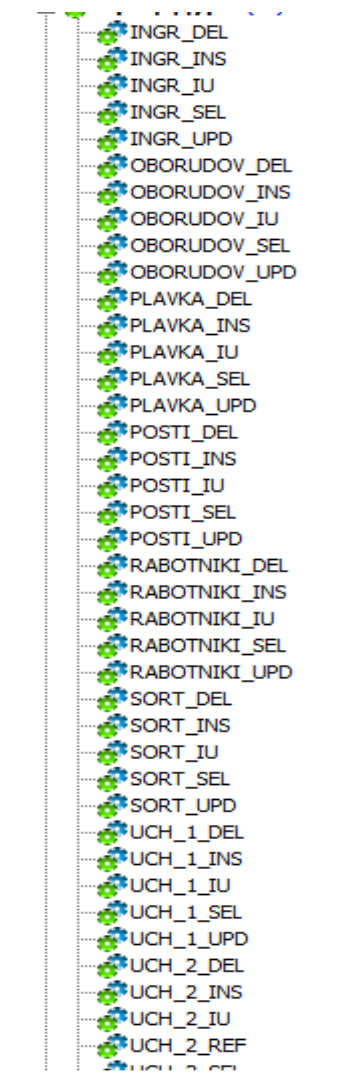 INGR_DEL
INGR_INS
INGR_IU
INGR_SEL
INGR_UPD
OBORUDOV_DEL
OBORUDOV_INS
OBORUDOV_IU
OBORUDOV_SEL
OBORUDOV_UPD
PLAVKA_DEL
PLAVKA_INS
PLAVKA_IU
PLAVKA_SEL
PLAVKA_UPD
POSTI_DEL
POSTI_INS
POSTI_IU
POSTI_SEL
POSTI_UPD
RABOTNIKI_DEL
RABOTNIKI_INS
RABOTNIKI_IU
RABOTNIKI_SEL
RABOTNIKI_UPD
SORT_DEL
SORT_INS
SORT_IU
SORT_SEL
SORT_UPD
UCH_1_DEL
UCH_1_INS
UCH_1_IU
UCH_1_SEL
UCH_1_UPD
UCH_2_DEL
UCH_2_INS
UCH_2_IU
UCH_2_REF
UCH_2_SEL